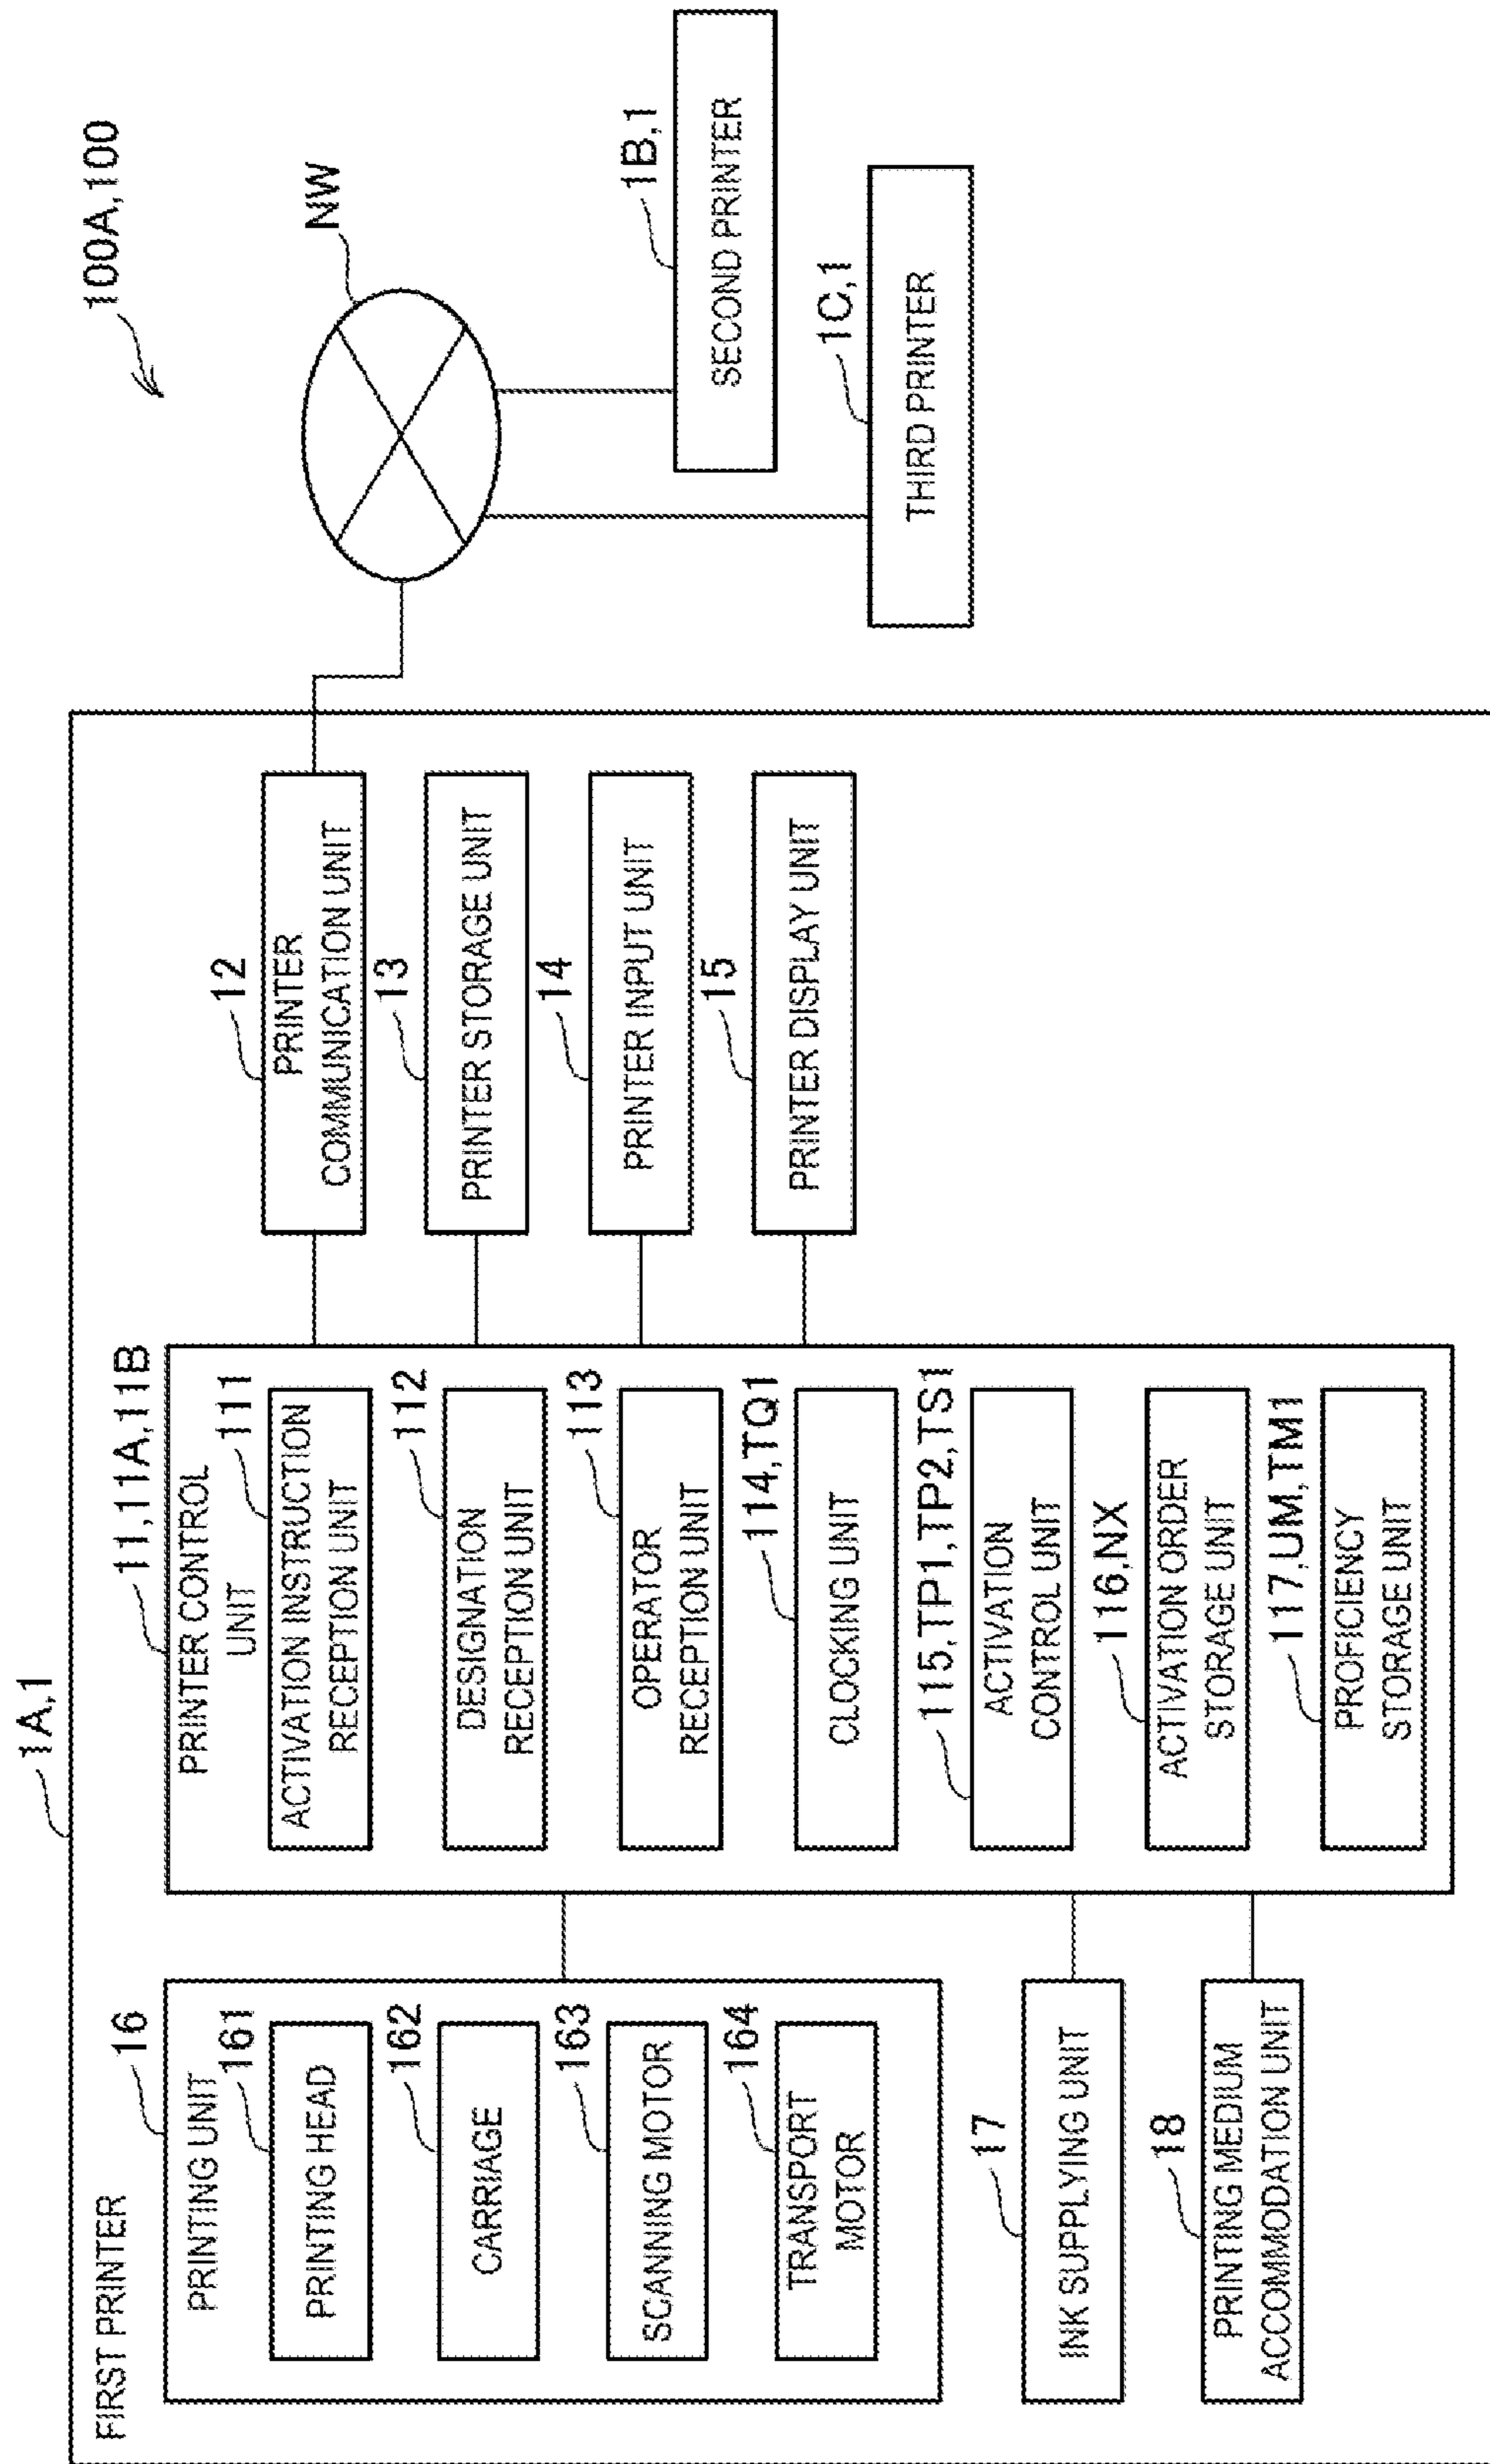 100A,100
1A,1
FIRST PRINTER
16
PRINTING UNIT
161
PRINTING HEAD
162
CARRIAGE
163
SCANNING MOTOR
164
TRANSPORT
MOTOR
17
INK SUPPLYING UNIT
18
PRINTING MEDIUM
ACCOMMODATION UNIT
11,11A,11B
PRINTER CONTROL
UNIT
111
ACTIVATION INSTRUCTION
RECEPTION UNIT
112
DESIGNATION
RECEPTION UNIT
113
OPERATOR
RECEPTION UNIT
114,TQ1
CLOCKING UNIT
115,TP1,TP2,TS1
ACTIVATION
CONTROL UNIT
116,NX
ACTIVATION ORDER
STORAGE UNIT
117,UM,TM1
PROFICIENCY
STORAGE UNIT
12
PRINTER
COMMUNICATION UNIT
13
PRINTER STORAGE UNIT
14
PRINTER INPUT UNIT
15
PRINTER DISPLAY UNIT
NW
1B,1
SECOND PRINTER
1C,1
THIRD PRINTER